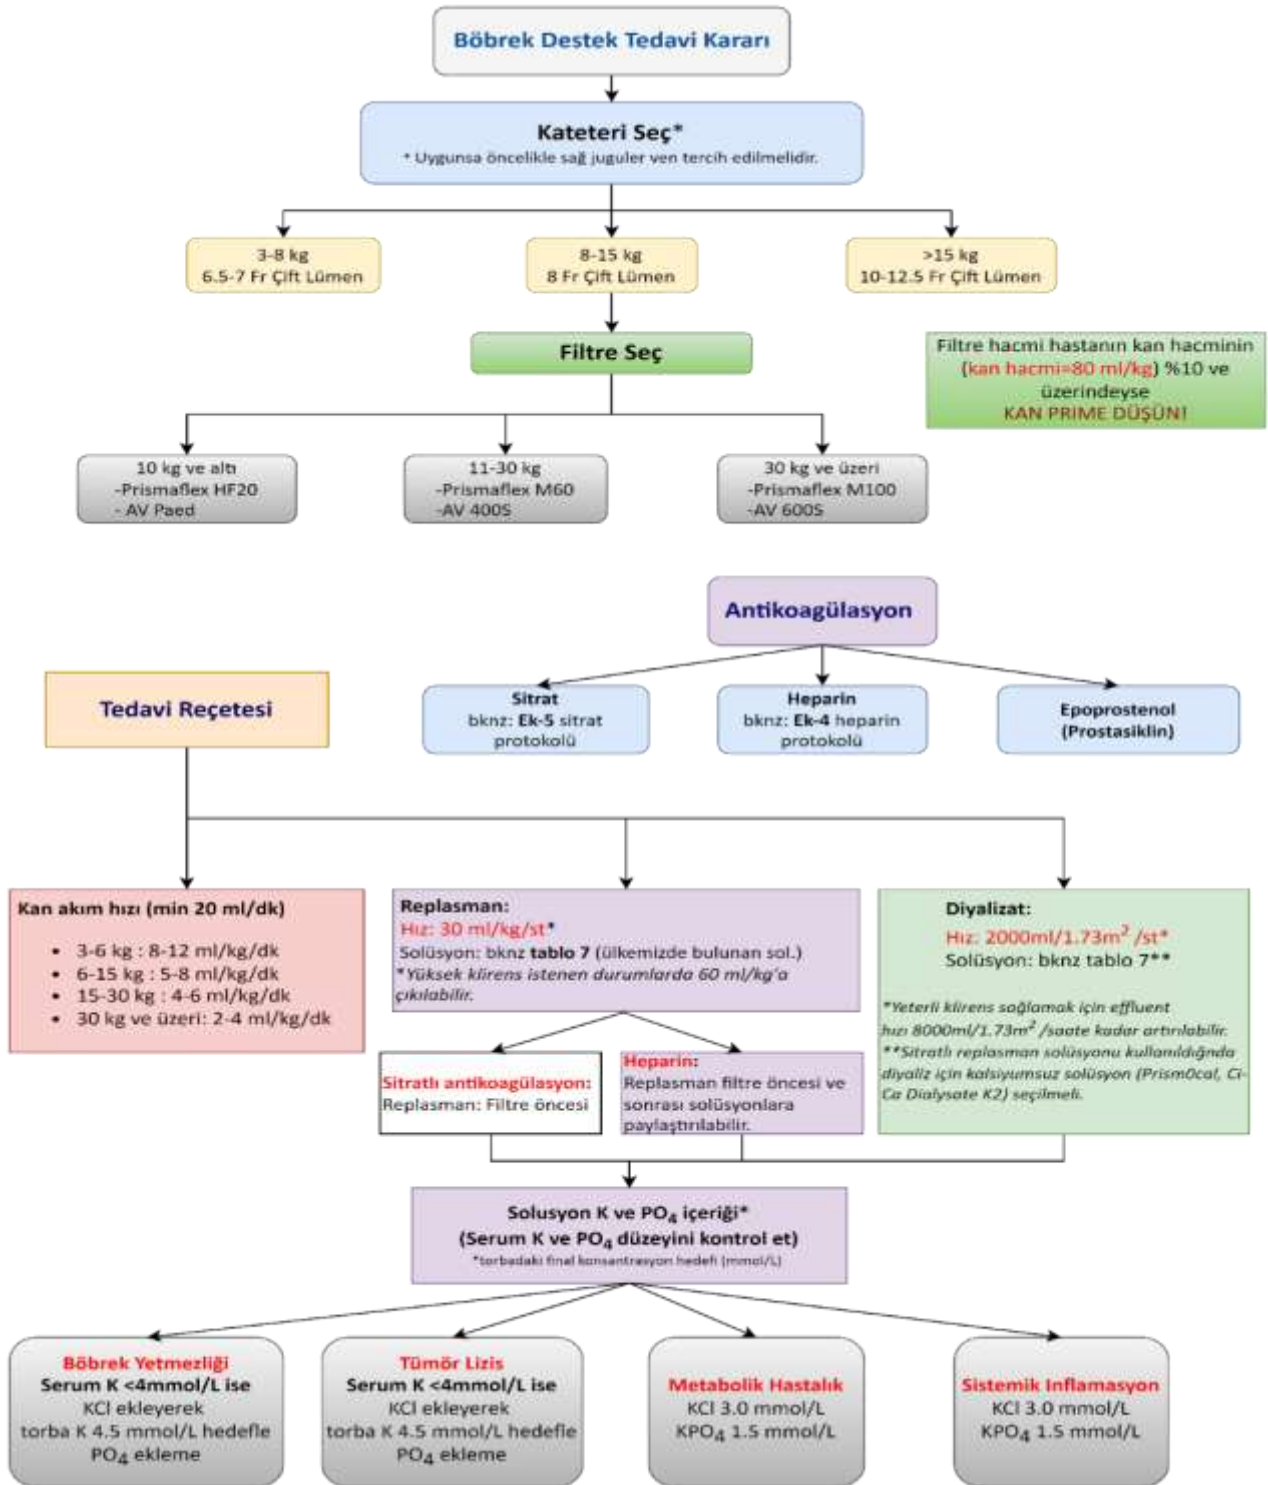 Böbrek Destek Tedavi Kararı
Kateteri Seç*
* Uygunsa öncelikle sağ juguler ven tercih edilmelidir.
3-8 kg
6.5-7 Fr Çift Lümen
8-15 kg
8 Fr Çift Lümen
>15 kg
10-12.5 Fr Çift Lümen
Filtre Seç
Filtre hacmi hastanın kan hacminin
(kan hacmi=80 ml/kg) %10 ve
üzerindeyse
KAN PRIME DÜŞÜN!
10 kg ve altı
-Prismaflex HF20
- AV Paed
11-30 kg
-Prismaflex M60
-AV 400S
30 kg ve üzeri
-Prismaflex M100
-AV 600S
Antikoagülasyon
Sitrat
bknz: Ek-5 sitrat
protokolü
Heparin
bknz: Ek-4 heparin
protokolü
Epoprostenol
(Prostasiklin)
Tedavi Reçetesi
Kan akım hızı (min 20 ml/dk)
• 3-6 kg : 8-12 ml/kg/dk
• 6-15 kg : 5-8 ml/kg/dk
• 15-30 kg : 4-6 ml/kg/dk
• 30 kg ve üzeri: 2-4 ml/kg/dk
Replasman:
Hız: 30 ml/kg/st*
Solüsyon: bknz tablo 7 (ülkemizde bulunan sol.)
*Yüksek klirens istenen durumlarda 60 ml/kg'a
çıkılabilir.
Diyalizat:
Hız: 2000ml/1.73m² /st*
Solüsyon: bknz tablo 7**
*Yeterli klirens sağlamak için effluent
hızı 8000ml/1.73m² /saate kadar artırılabilir.
**Sitratlı replasman solüsyonu kullanıldığında
diyaliz için kalsiyumsuz solüsyon (Prism0cal, Ci-
Ca Dialysate K2) seçilmeli.
Sitratlı antikoagülasyon:
Replasman: Filtre öncesi
Heparin:
Replasman filtre öncesi ve
sonrası solüsyonlara
paylaştırılabilir.
Solusyon K ve PO₄ içeriği*
(Serum K ve PO₄ düzeyini kontrol et)
*torbadaki final konsantrasyon hedefi (mmol/L)
Böbrek Yetmezliği
Serum K <4mmol/L ise
KCl ekleyerek
torba K 4.5 mmol/L hedefle
PO₄ ekleme
Tümör Lizis
Serum K <4mmol/L ise
KCl ekleyerek
torba K 4.5 mmol/L hedefle
PO₄ ekleme
Metabolik Hastalık
KCl 3.0 mmol/L
KPO₄ 1.5 mmol/L
Sistemik Inflamasyon
KCl 3.0 mmol/L
KPO₄ 1.5 mmol/L